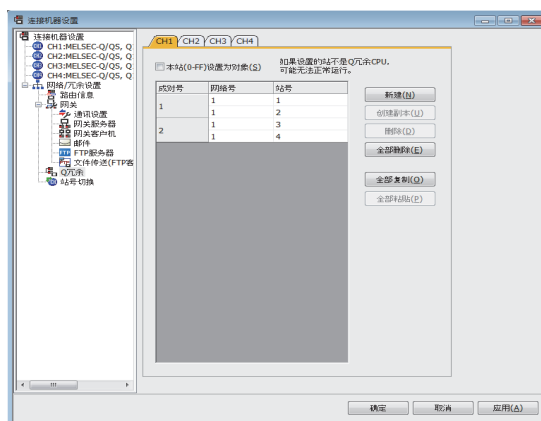 连接机器设置
连接机器设置
CH1:MELSEC-Q/QS, Q
CH2:MELSEC-Q/QS, Q
CH3:MELSEC-Q/QS, Q
CH4:MELSEC-Q/QS, Q
网络/冗余设置
路由信息
网关
通讯设置
网关服务器
网关客户机
邮件
FTP服务器
文件传送(FTP客
Q冗余
站号切换
CH1 CH2 CH3 CH4
本站(0-FF)设置为对象(S)
如果设置的站不是Q冗余CPU,
可能无法正常运行。
成对号 网络号 站号
1 1 1
1 2
2 1 3
1 4
新建(N)
创建副本(U)
删除(D)
全部删除(E)
全部复制(O)
全部粘贴(P)
确定 取消 应用(A)